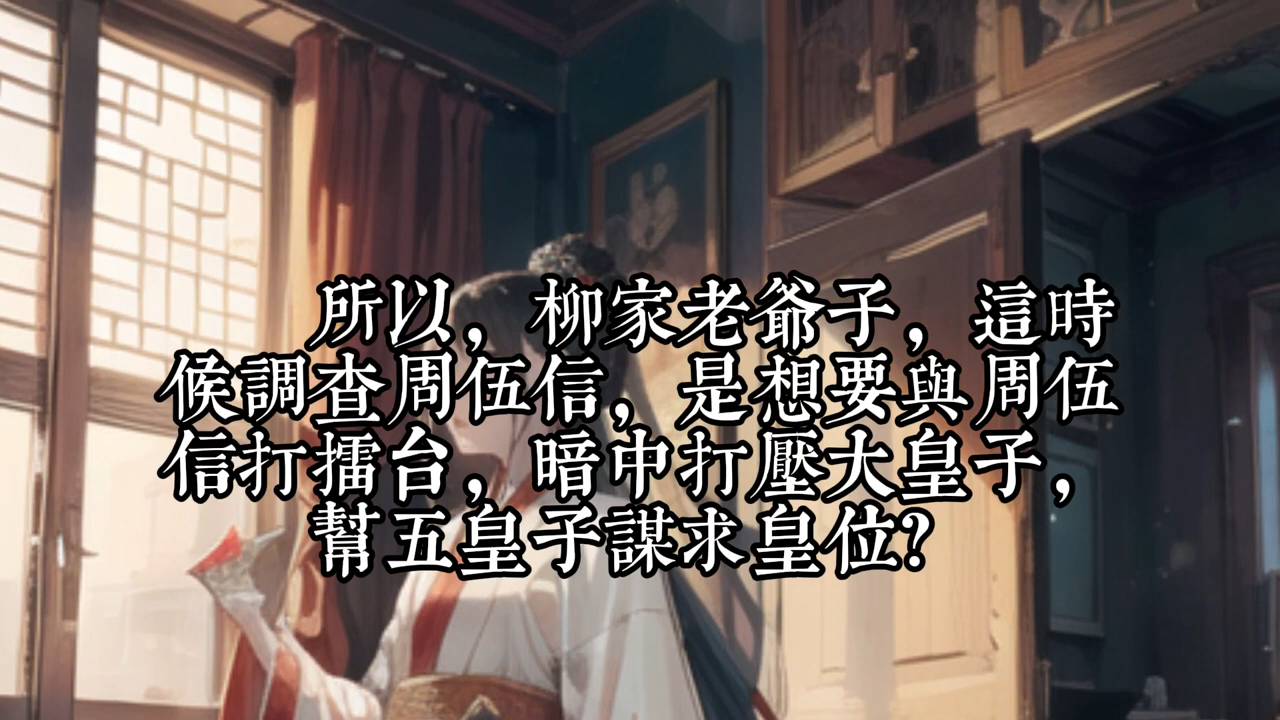 所以，柳家老爺子，這時
候調查周伍信，是想要與周伍
信打擂台，暗中打壓大皇子，
幫五皇子謀求皇位？